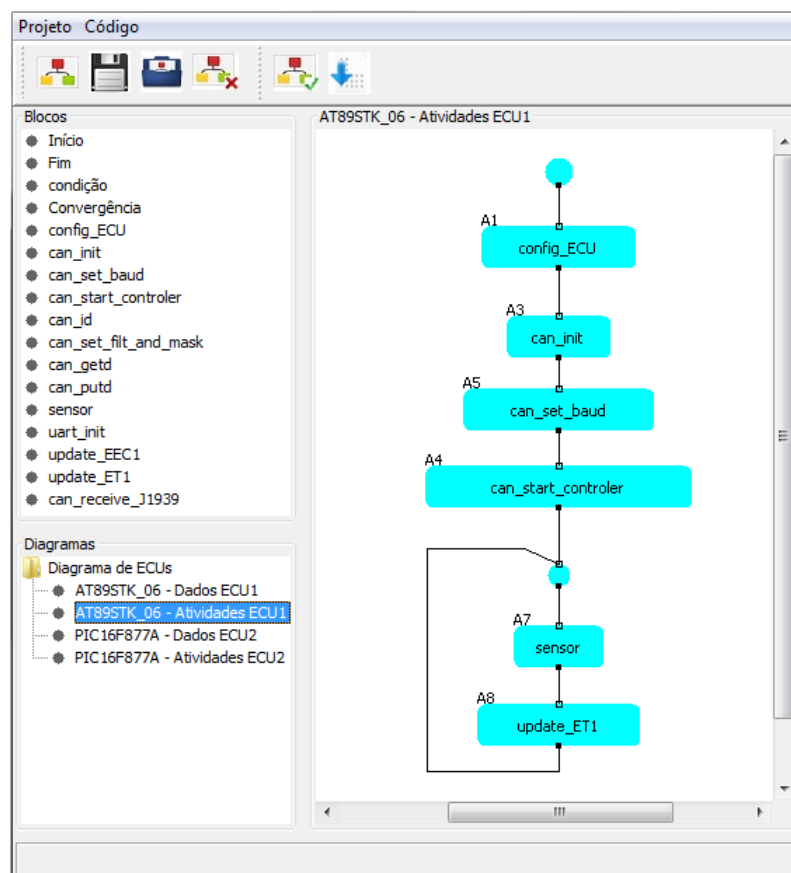 Projeto Código
Blocos
Início
Fim
condição
Convergência
config_ECU
can_init
can_set_baud
can_start_controler
can_id
can_set_filt_and_mask
can_getd
can_putd
sensor
uart_init
update_EEC1
update_ET1
can_receive_J1939
Diagramas
Diagrama de ECUs
AT89STK_06 - Dados ECU1
AT89STK_06 - Atividades ECU1
PIC16F877A - Dados ECU2
PIC16F877A - Atividades ECU2
AT89STK_06 - Atividades ECU1
A1
config_ECU
A3
can_init
A5
can_set_baud
A4
can_start_controler
A7
sensor
A8
update_ET1